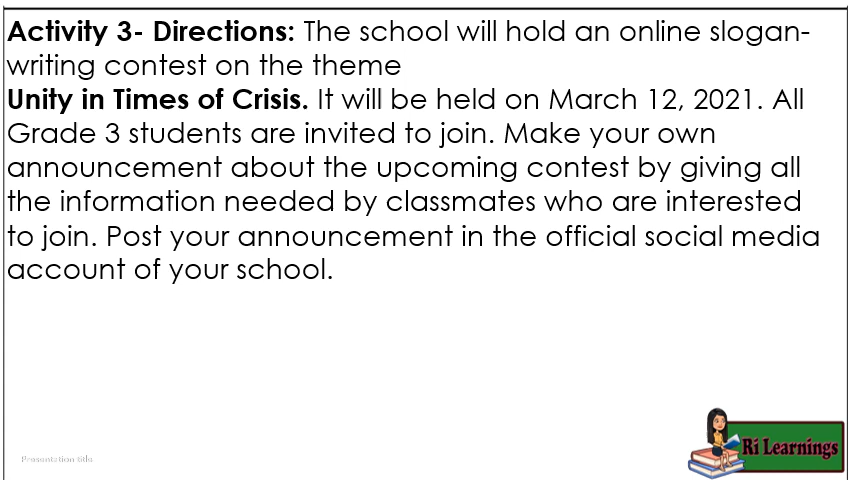 Activity 3- Directions: The school will hold an online slogan-
writing contest on the theme
Unity in Times of Crisis. It will be held on March 12, 2021. All
Grade 3 students are invited to join. Make your own
announcement about the upcoming contest by giving all
the information needed by classmates who are interested
to join. Post your announcement in the official social media
account of your school.
Presentation title
Ri Learnings